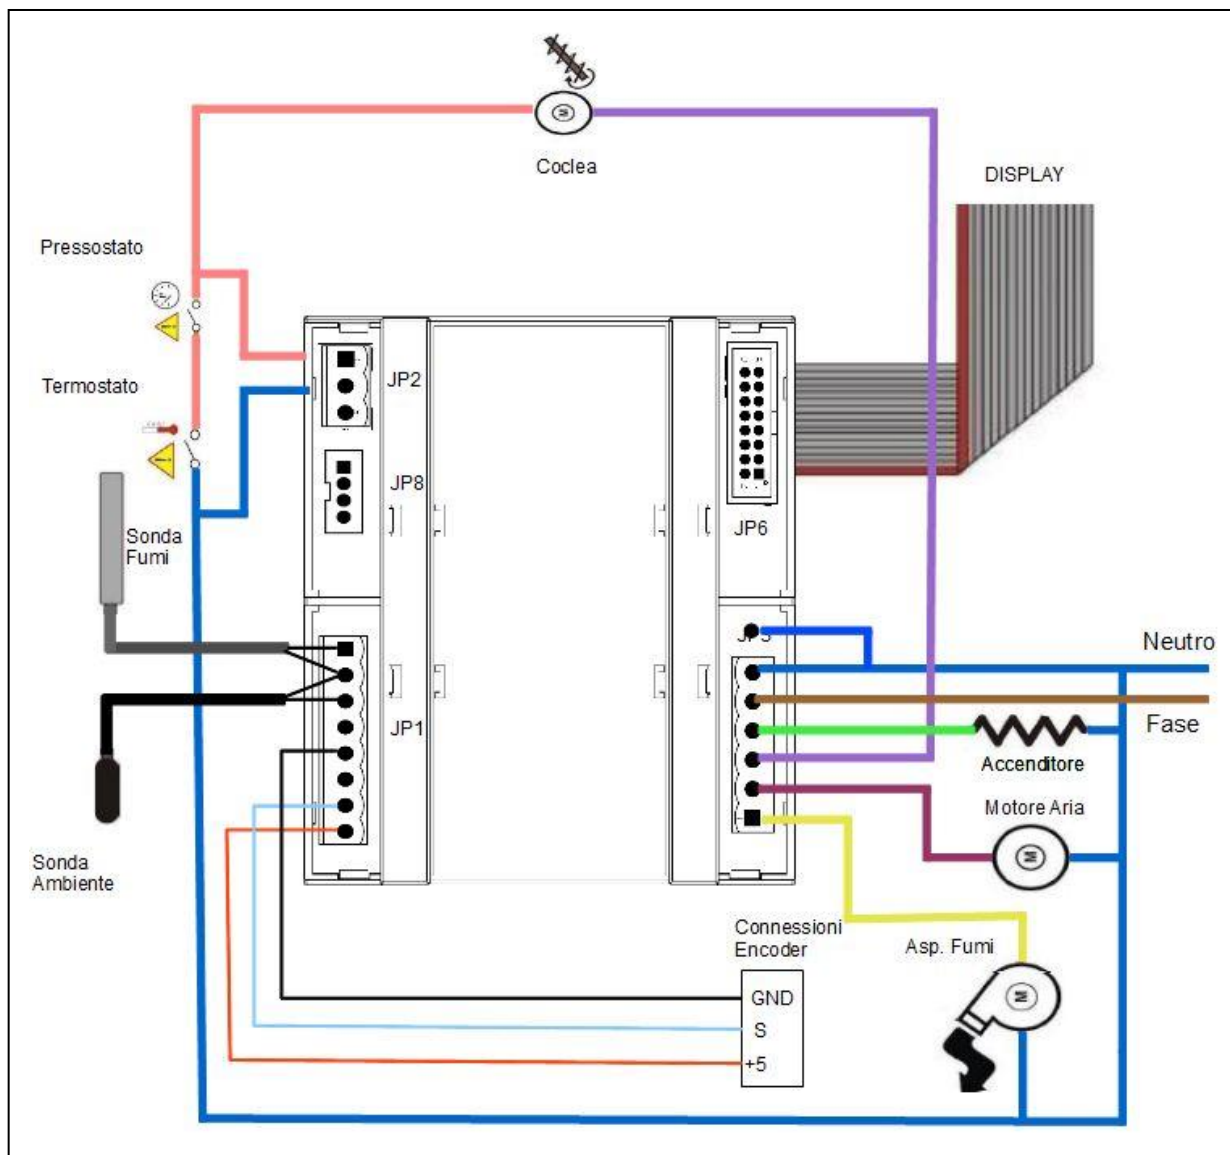 Coclea
DISPLAY
Pressostato
Termostato
JP2
JP8
JP6
Sonda
Fumi
Neutro
Fase
JP1
Accenditore
Motore Aria
Sonda
Ambiente
Connessioni
Encoder
Asp. Fumi
GND
S
+5
M
M
M